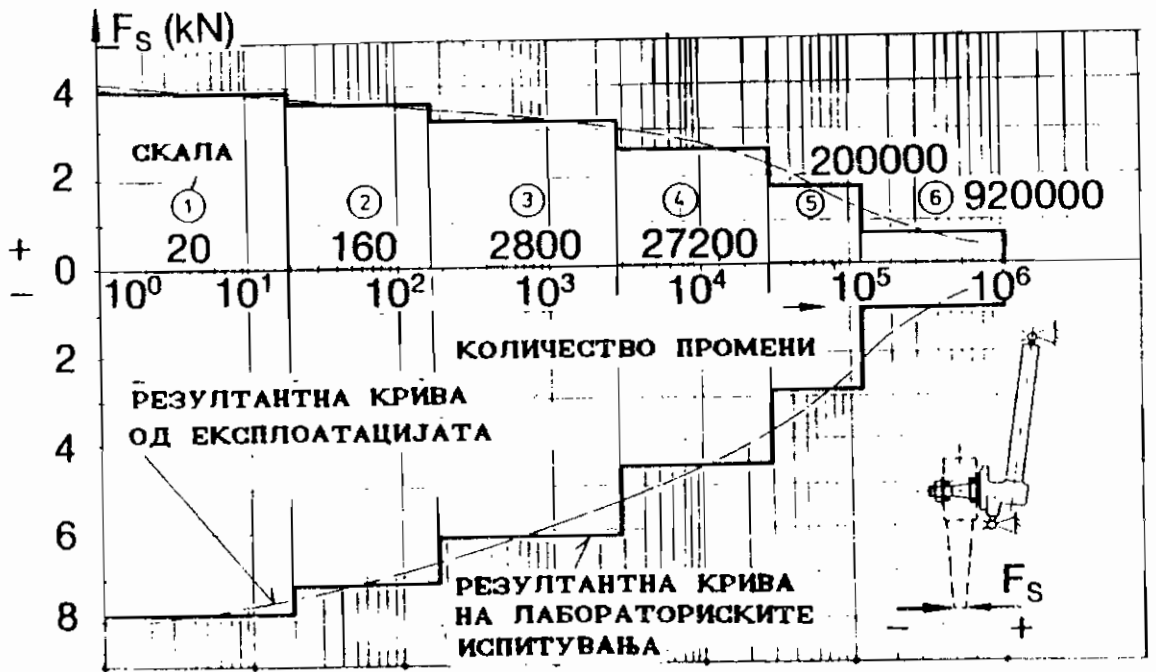 F_S (kN)
4
СКАЛА
200000
2
① ② ③ ④ ⑤ ⑥ 920000
20 160 2800 27200
+
0
−
10⁰ 10¹ 10² 10³ 10⁴ 10⁵ 10⁶
2
КОЛИЧЕСТВО ПРОМЕНИ
РЕЗУЛТАНТНА КРИВА
ОД ЕКСПЛОАТАЦИЈАТА
4
6
РЕЗУЛТАНТНА КРИВА
НА ЛАБОРАТОРИСКИТЕ
ИСПИТУВАЊА
8
F_S
− +